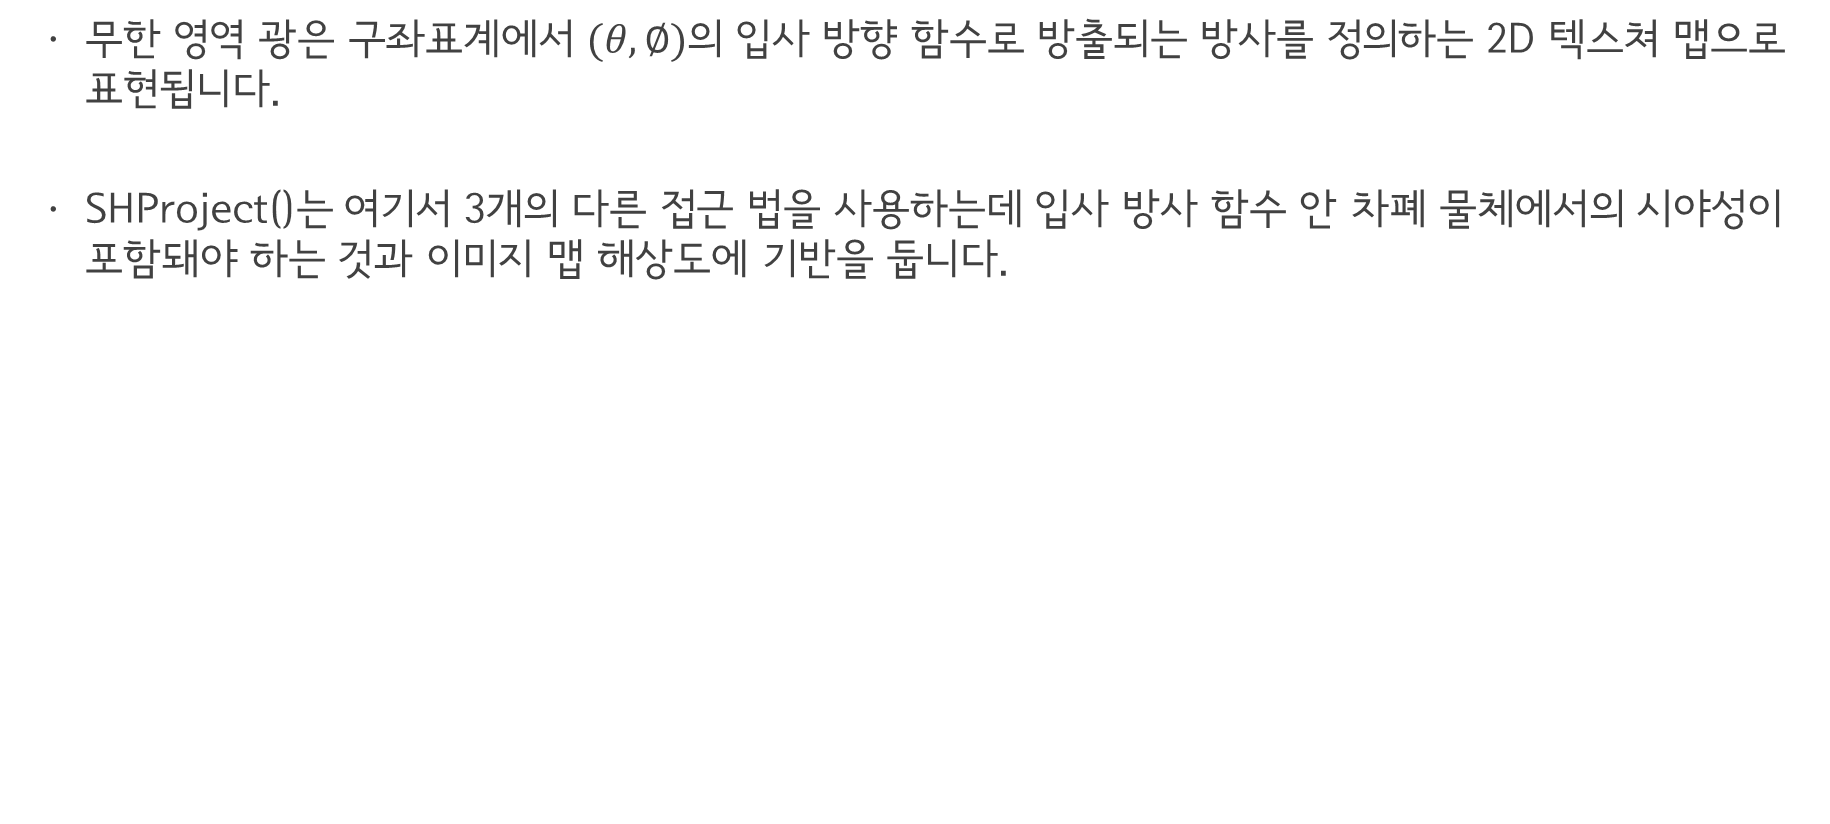 · 무한 영역 광은 구좌표계에서 (θ, ∅)의 입사 방향 함수로 방출되는 방사를 정의하는 2D 텍스쳐 맵으로
표현됩니다.
· SHProject()는 여기서 3개의 다른 접근 법을 사용하는데 입사 방사 함수 안 차폐 물체에서의 시야성이
포함돼야 하는 것과 이미지 맵 해상도에 기반을 둡니다.